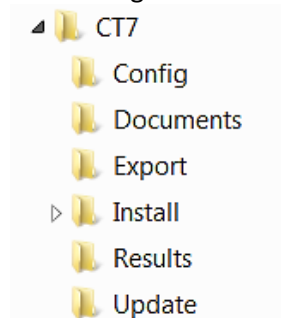 CT7
Config
Documents
Export
Install
Results
Update